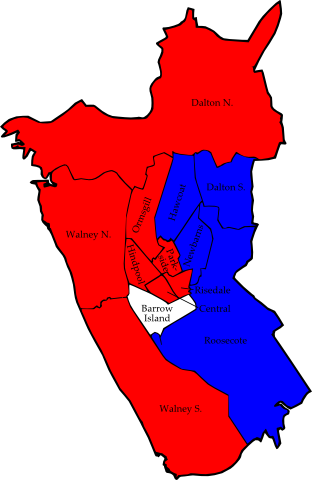 Dalton N.
Dalton S.
Hawcoat
Ormsgill
Newbarns
Walney N.
Hindpool
Parkside
Risedale
Central
Barrow
Island
Roosecote
Walney S.